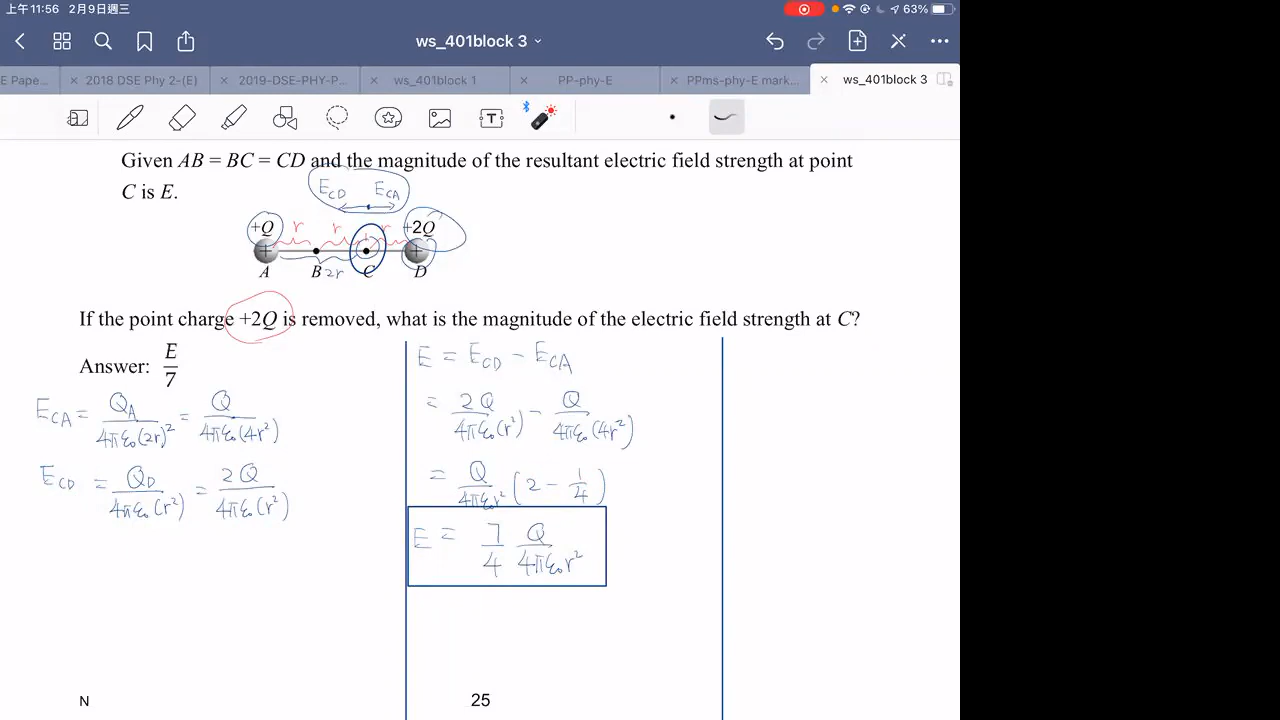 上午11:56 2月9日週三
63%
ws_401block 3
E Pape...
2018 DSE Phy 2-(E)
2019-DSE-PHY-P...
ws_401block 1
PP-phy-E
PPms-phy-E mark...
ws_401block 3
Given AB = BC = CD and the magnitude of the resultant electric field strength at point
C is E.
E_CD E_CA
+Q r r r +2Q
A B 2r C D
If the point charge +2Q is removed, what is the magnitude of the electric field strength at C?
Answer: E/7
E_CA = Q_A/4πε₀(2r)² = Q/4πε₀(4r²)
E_CD = Q_D/4πε₀(r²) = 2Q/4πε₀(r²)
E = E_CD − E_CA
= 2Q/4πε₀(r²) − Q/4πε₀(4r²)
= Q/4πε₀r² (2 − 1/4)
E = 7/4 Q/4πε₀r²
N
25